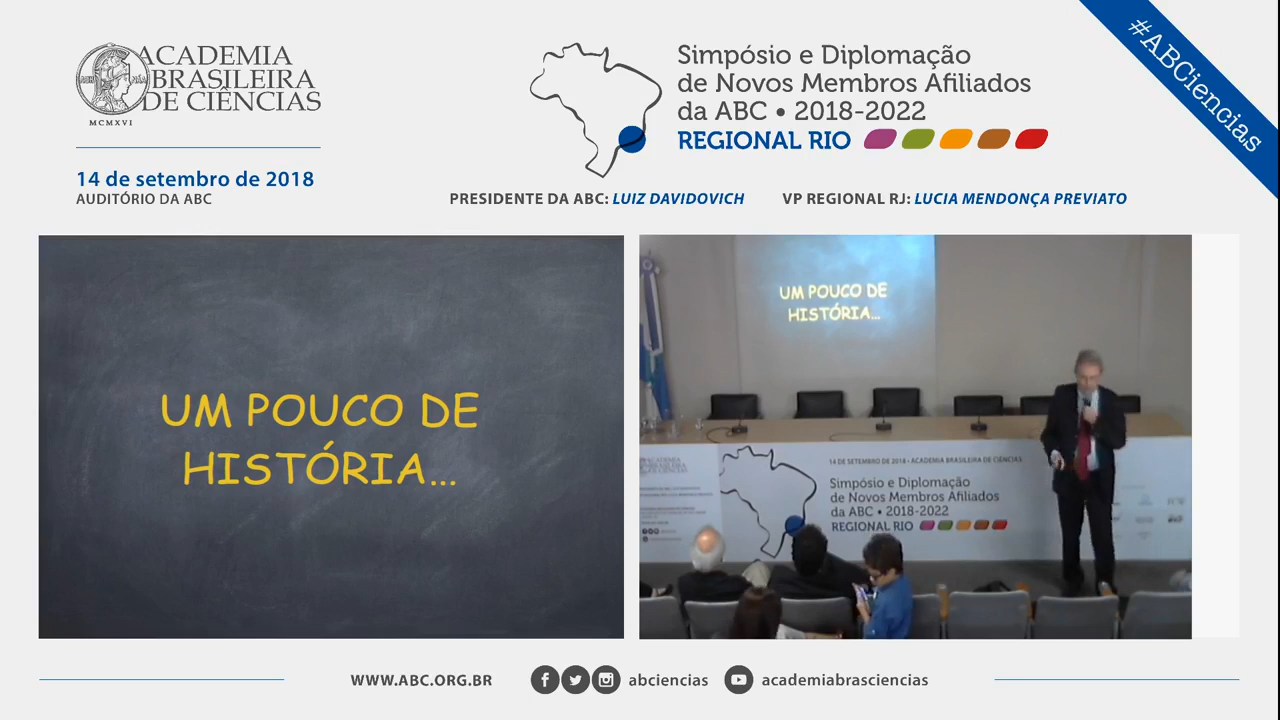 ACADEMIA
BRASILEIRA
DE CIÊNCIAS
MCMXVI
14 de setembro de 2018
AUDITÓRIO DA ABC
Simpósio e Diplomação
de Novos Membros Afiliados
da ABC • 2018-2022
REGIONAL RIO
#ABCiencias
PRESIDENTE DA ABC: LUIZ DAVIDOVICH
VP REGIONAL RJ: LUCIA MENDONÇA PREVIATO
UM POUCO DE
HISTÓRIA...
UM POUCO DE
HISTÓRIA...
14 DE SETEMBRO DE 2018 • ACADEMIA BRASILEIRA DE CIÊNCIAS
Simpósio e Diplomação
de Novos Membros Afiliados
da ABC • 2018-2022
REGIONAL RIO
WWW.ABC.ORG.BR
abciencias
academiabrasciencias